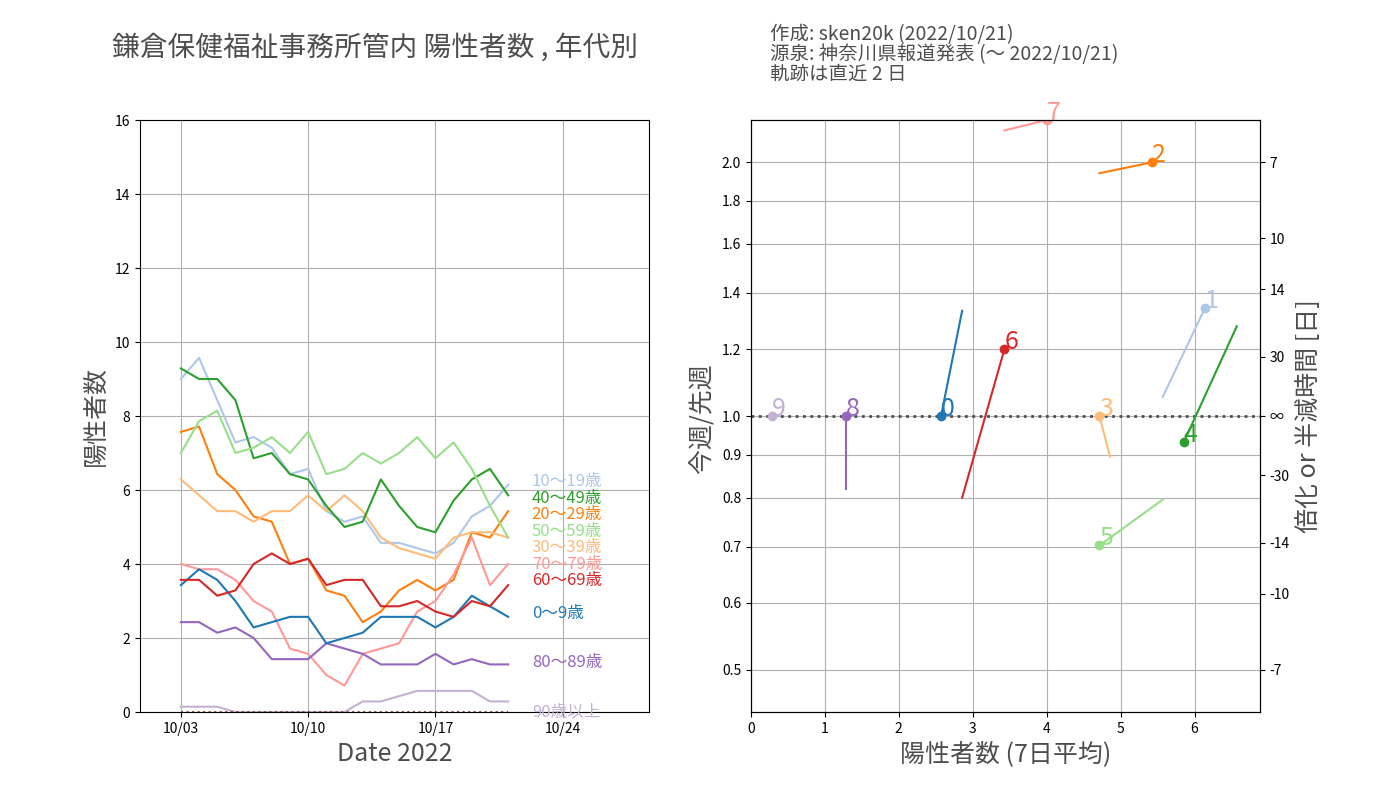 鎌倉保健福祉事務所管内 陽性者数 , 年代別
作成: sken20k (2022/10/21)
源泉: 神奈川県報道発表 (〜 2022/10/21)
軌跡は直近 2 日
陽性者数
16
14
12
10
8
6
4
2
0
10/03
10/10
10/17
10/24
Date 2022
10〜19歳
40〜49歳
20〜29歳
50〜59歳
30〜39歳
70〜79歳
60〜69歳
0〜9歳
80〜89歳
90歳以上
今週/先週
2.0
1.8
1.6
1.4
1.2
1.0
0.9
0.8
0.7
0.6
0.5
7
2
1
6
9
8
0
3
4
5
0
1
2
3
4
5
6
陽性者数 (7日平均)
7
10
14
30
∞
-30
-14
-10
-7
倍化 or 半減時間 [日]